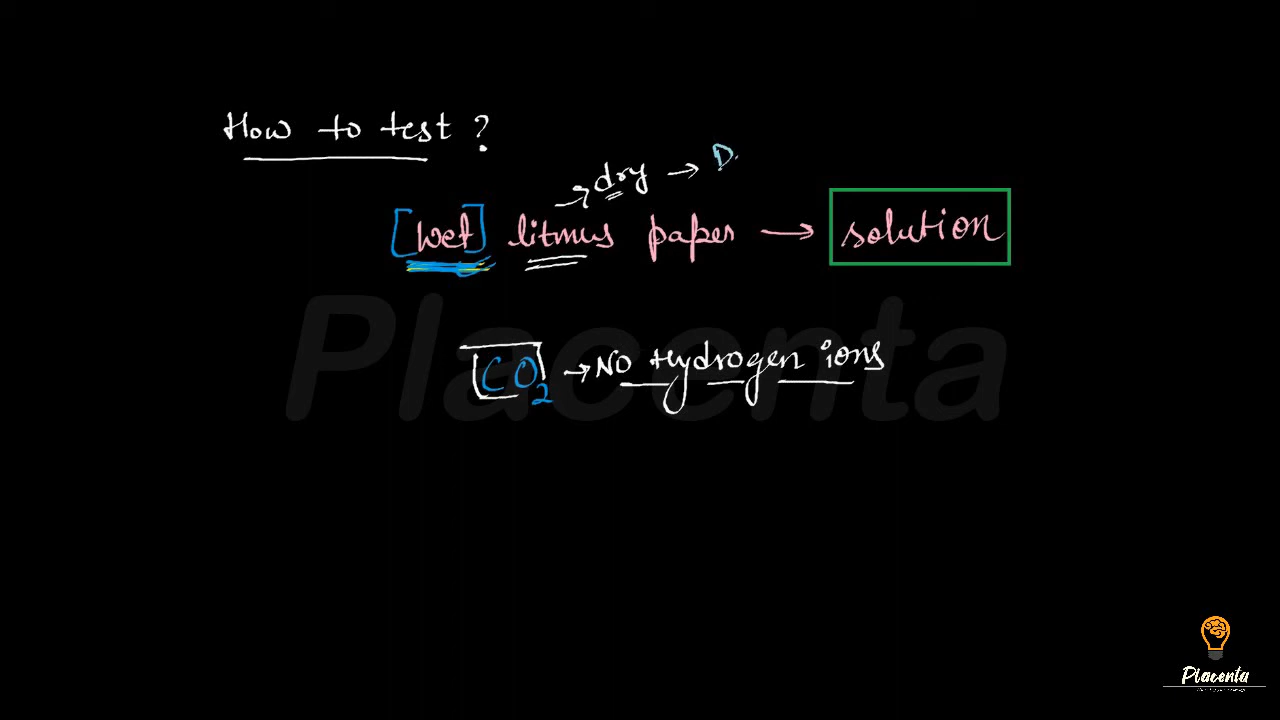 How to test ?
→ dry → D.
[wet] litmus paper → solution
CO2 → No Hydrogen ions
Placenta
Placenta